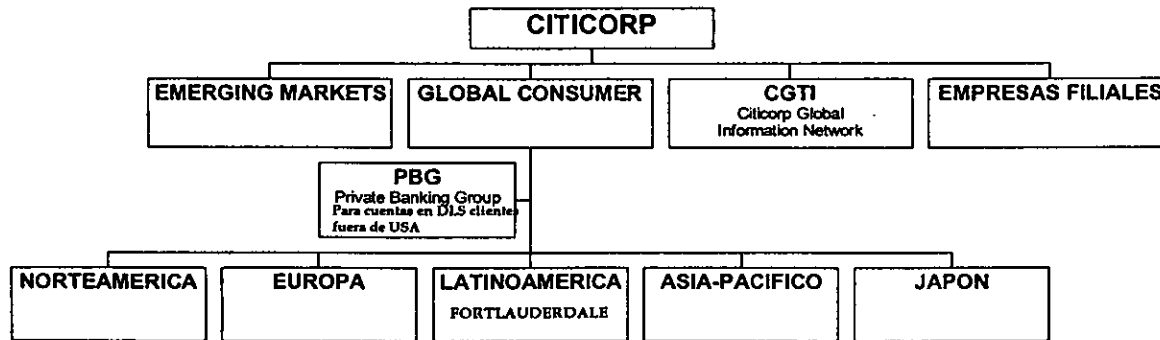 CITICORP
EMERGING MARKETS
GLOBAL CONSUMER
CGTI
Citicorp Global
Information Network
EMPRESAS FILIALES
PBG
Private Banking Group
Para cuentas en DLS clientes
fuera de USA
NORTEAMERICA
EUROPA
LATINOAMERICA
FORTLAUDERDALE
ASIA-PACIFICO
JAPON